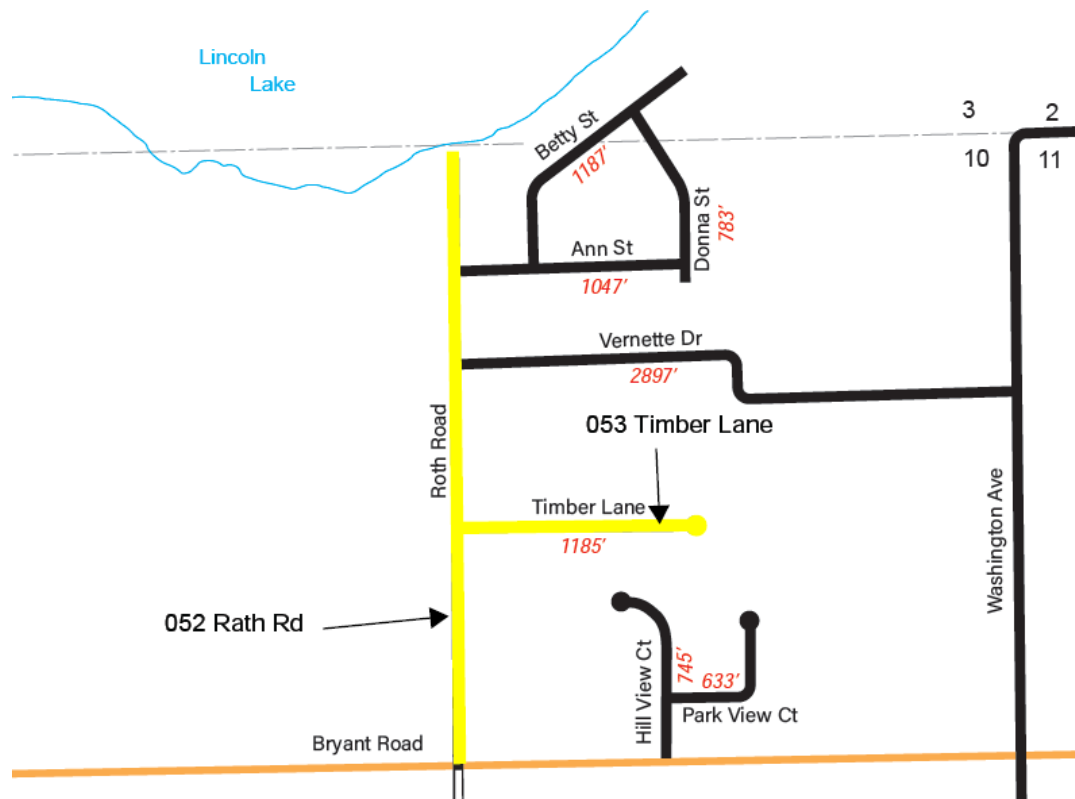 Lincoln
Lake
3 2
10 11
Betty St
1187'
Donna St
783'
Ann St
1047'
Vernette Dr
2897'
Roth Road
053 Timber Lane
Timber Lane
1185'
Washington Ave
052 Rath Rd
Hill View Ct
745'
633'
Park View Ct
Bryant Road